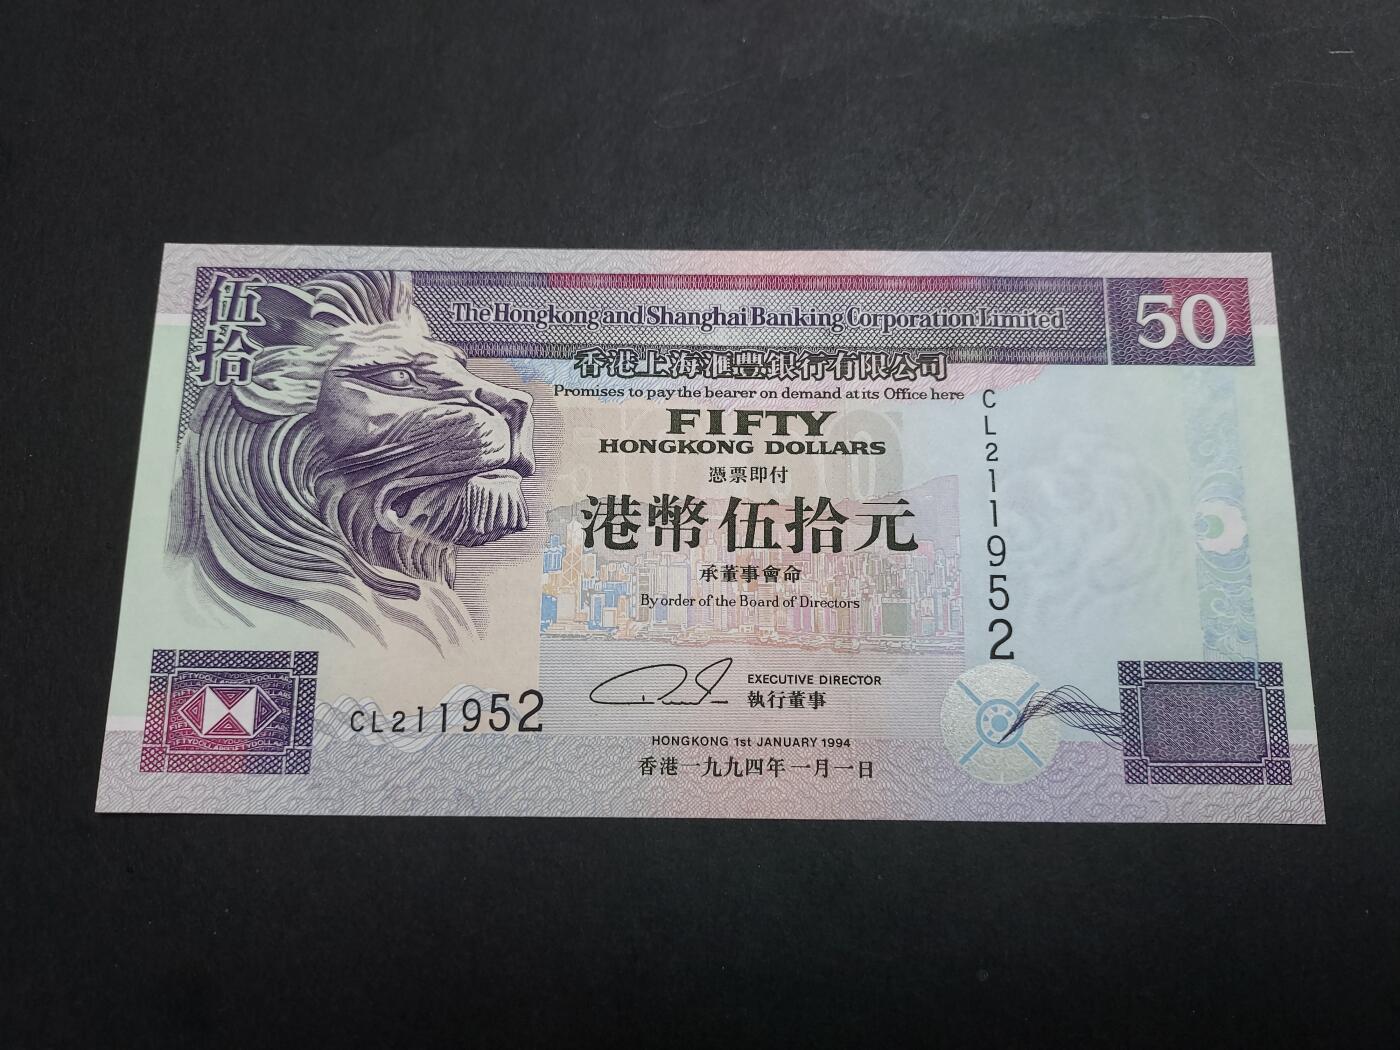 伍拾
The Hongkong and Shanghai Banking Corporation Limited
50
香港上海滙豐銀行有限公司
Promises to pay the bearer on demand at its Office here
FIFTY
HONGKONG DOLLARS
憑票即付
港幣伍拾元
承董事會命
By order of the Board of Directors
CL211952
EXECUTIVE DIRECTOR
執行董事
CL211952
HONGKONG 1st JANUARY 1994
香港一九九四年一月一日